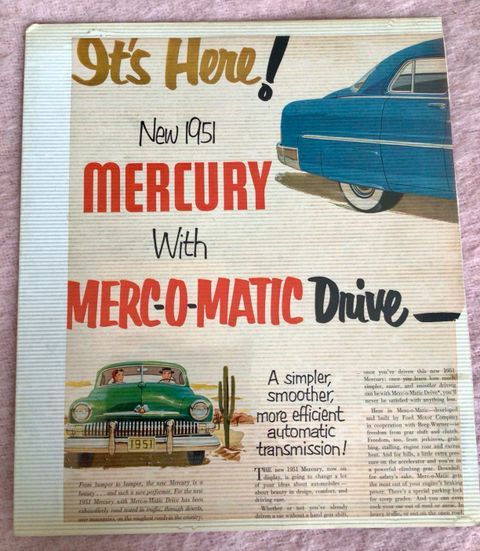 It's Here!
New 1951
MERCURY
With
MERC-O-MATIC Drive—
A simpler,
smoother,
more efficient
automatic
transmission!
1951
From bumper to bumper, the new Mercury is a
beauty . . . and such a new performer. For the new
1951 Mercury with Merc-O-Matic Drive has been
exhaustively road tested in traffic, through deserts,
over mountains, on the roughest roads in the country.
THE new 1951 Mercury, now on
display, is going to change a lot
of your ideas about automobiles—
about beauty in design, comfort, and
driving ease.
Whether or not you've already
driven a car without a hand gear shift,
once you've driven this new 1951
Mercury; once you learn how much
simpler, easier, and smoother driving
can be with Merc-o-Matic Drive*, you'll
never be satisfied with anything less.
Here in Merc-o-Matic—developed
and built by Ford Motor Company
in cooperation with Borg-Warner—is
freedom from gear shift and clutch.
Freedom, too, from jerkiness, grab-
bing, stalling, engine roar and excess
heat. And for hills, a little extra pres-
sure on the accelerator and you're in
a powerful climbing gear. Downhill,
for safety's sake, Merc-o-Matic gets
the most out of your engine's braking
power. There's a special parking lock
for steep grades. And you can even
rock your car out of mud or snow. In
heavy traffic, or out on the open road,